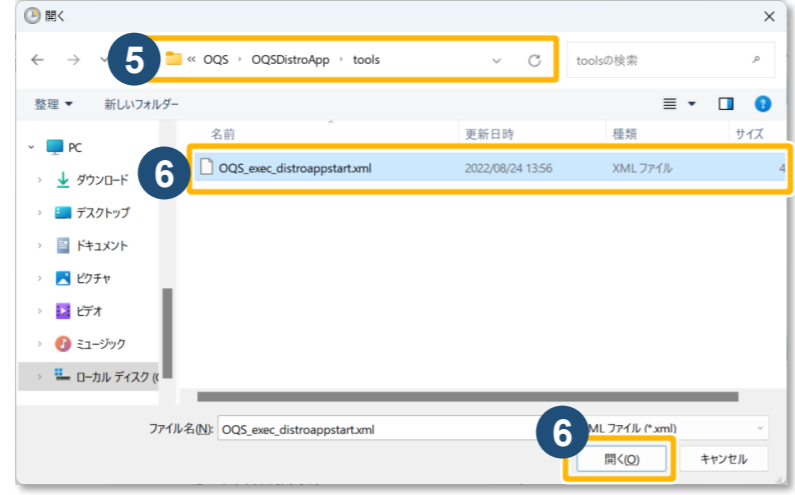 開く
5
« OQS › OQSDistroApp › tools
toolsの検索
整理 新しいフォルダー
名前 更新日時 種類 サイズ
PC
6
OQS_exec_distroappstart.xml 2022/08/24 13:56 XML ファイル 4
ダウンロード
デスクトップ
ドキュメント
ピクチャ
ビデオ
ミュージック
ローカル ディスク (C
ファイル名(N): OQS_exec_distroappstart.xml
ML ファイル (*.xml)
6
開く(O) キャンセル